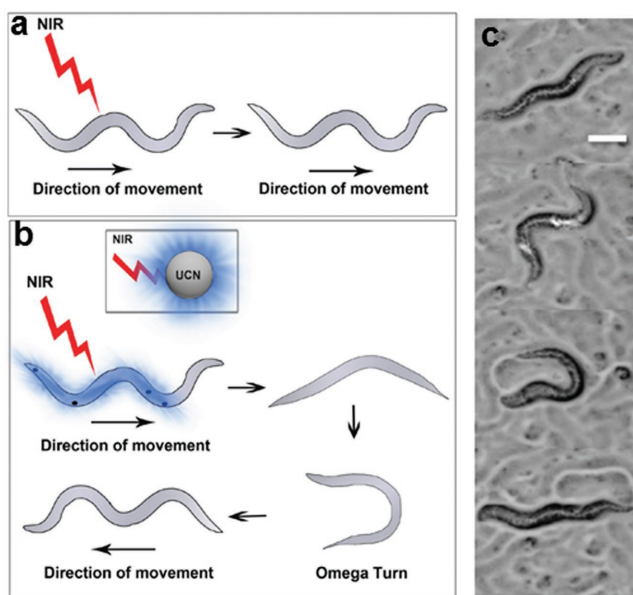 a
NIR
Direction of movement
Direction of movement
b
NIR
UCN
NIR
Direction of movement
Direction of movement
Omega Turn
c